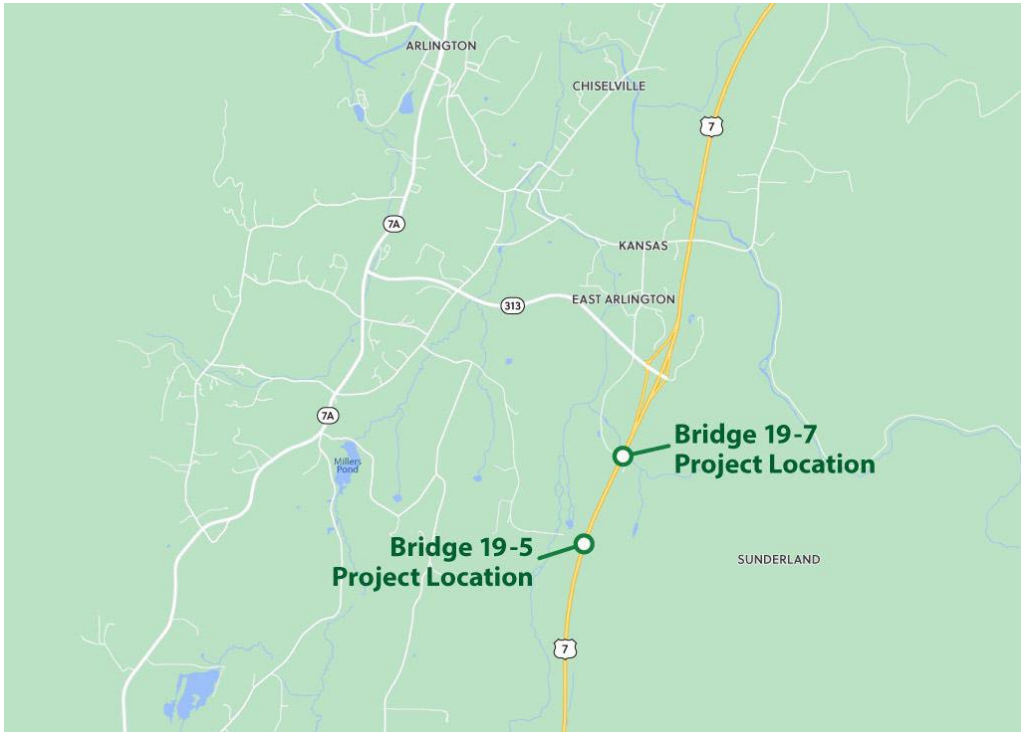 ARLINGTON
CHISELVILLE
7
7A
KANSAS
EAST ARLINGTON
313
7A
Bridge 19-7
Project Location
Millers
Pond
Bridge 19-5
Project Location
SUNDERLAND
7